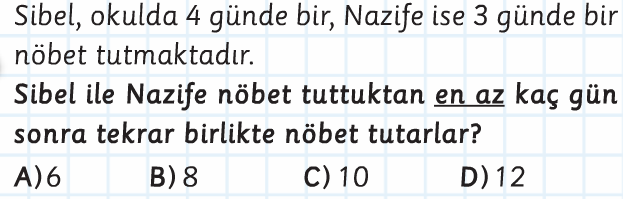 Sibel, okulda 4 günde bir, Nazife ise 3 günde bir
nöbet tutmaktadır.
Sibel ile Nazife nöbet tuttuktan en az kaç gün
sonra tekrar birlikte nöbet tutarlar?
A) 6 B) 8 C) 10 D) 12